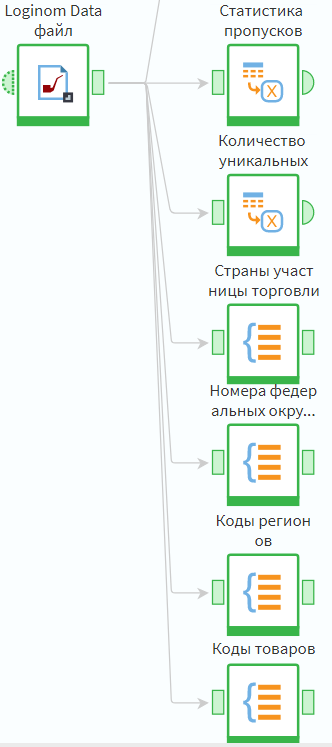 Loginom Data
файл
Статистика
пропусков
Количество
уникальных
Страны участ
ницы торговли
Номера федер
альных окру...
Коды регион
ов
Коды товаров